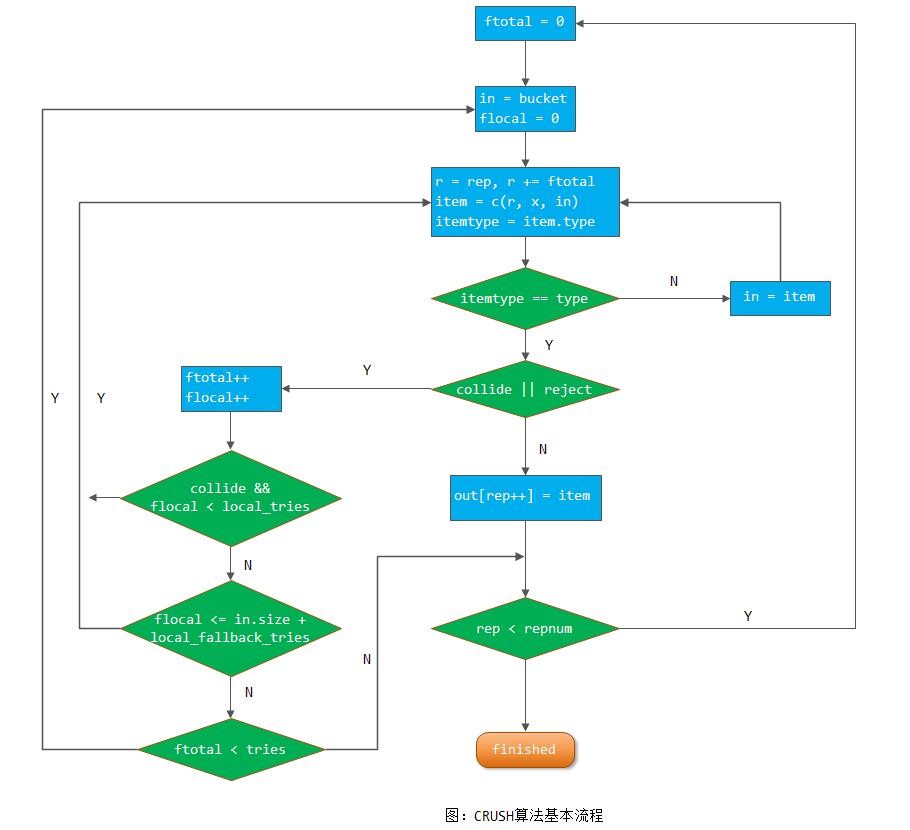 ftotal = 0
in = bucket
flocal = 0
r = rep, r += ftotal
item = c(r, x, in)
itemtype = item.type
itemtype == type
N
in = item
Y
collide || reject
Y
ftotal++
flocal++
Y
Y
N
collide &&
flocal < local_tries
out[rep++] = item
N
flocal <= in.size +
local_fallback_tries
rep < repnum
Y
N
N
ftotal < tries
finished
图：CRUSH算法基本流程